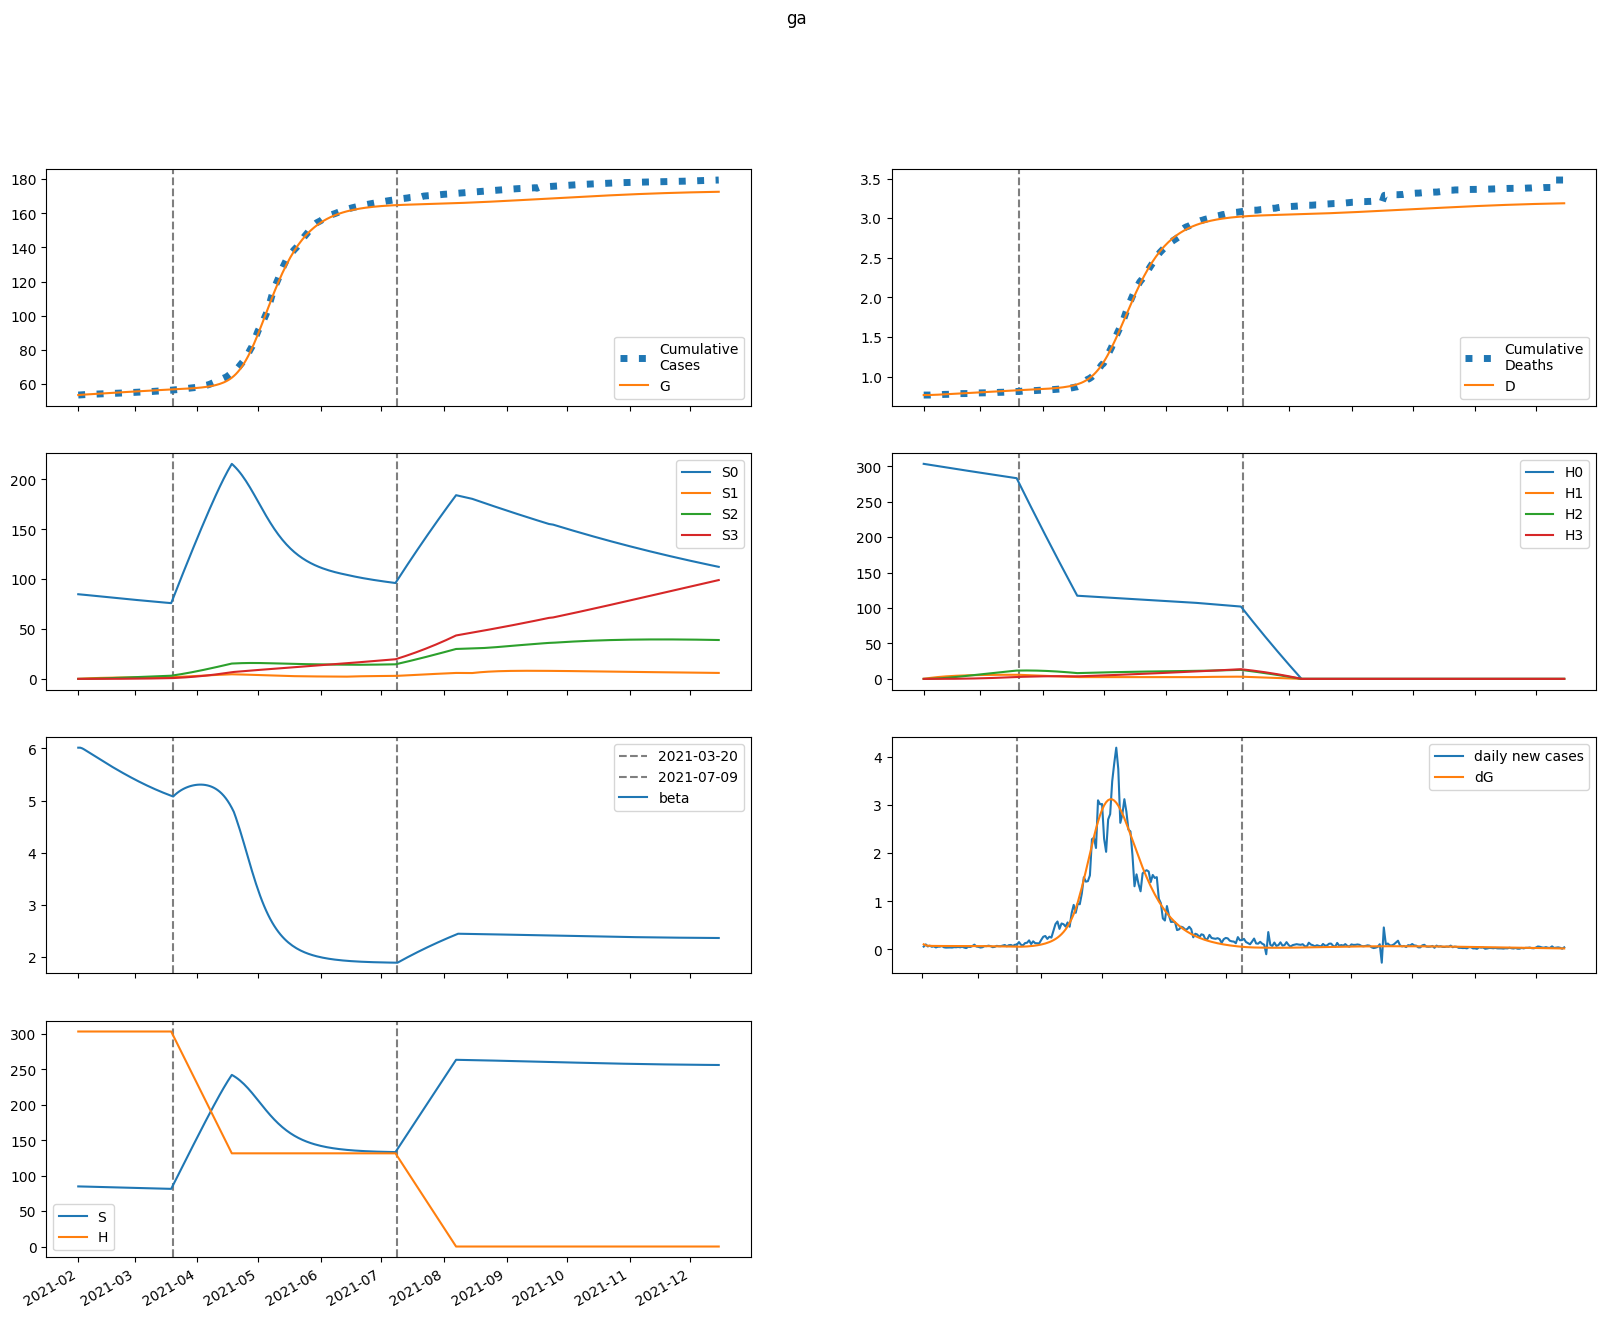 ga
180
160
140
120
100
80
60
Cumulative
Cases
G
3.5
3.0
2.5
2.0
1.5
1.0
Cumulative
Deaths
D
200
150
100
50
0
S0
S1
S2
S3
300
250
200
150
100
50
0
H0
H1
H2
H3
6
5
4
3
2
2021-03-20
2021-07-09
beta
4
3
2
1
0
daily new cases
dG
300
250
200
150
100
50
0
S
H
2021-02
2021-03
2021-04
2021-05
2021-06
2021-07
2021-08
2021-09
2021-10
2021-11
2021-12